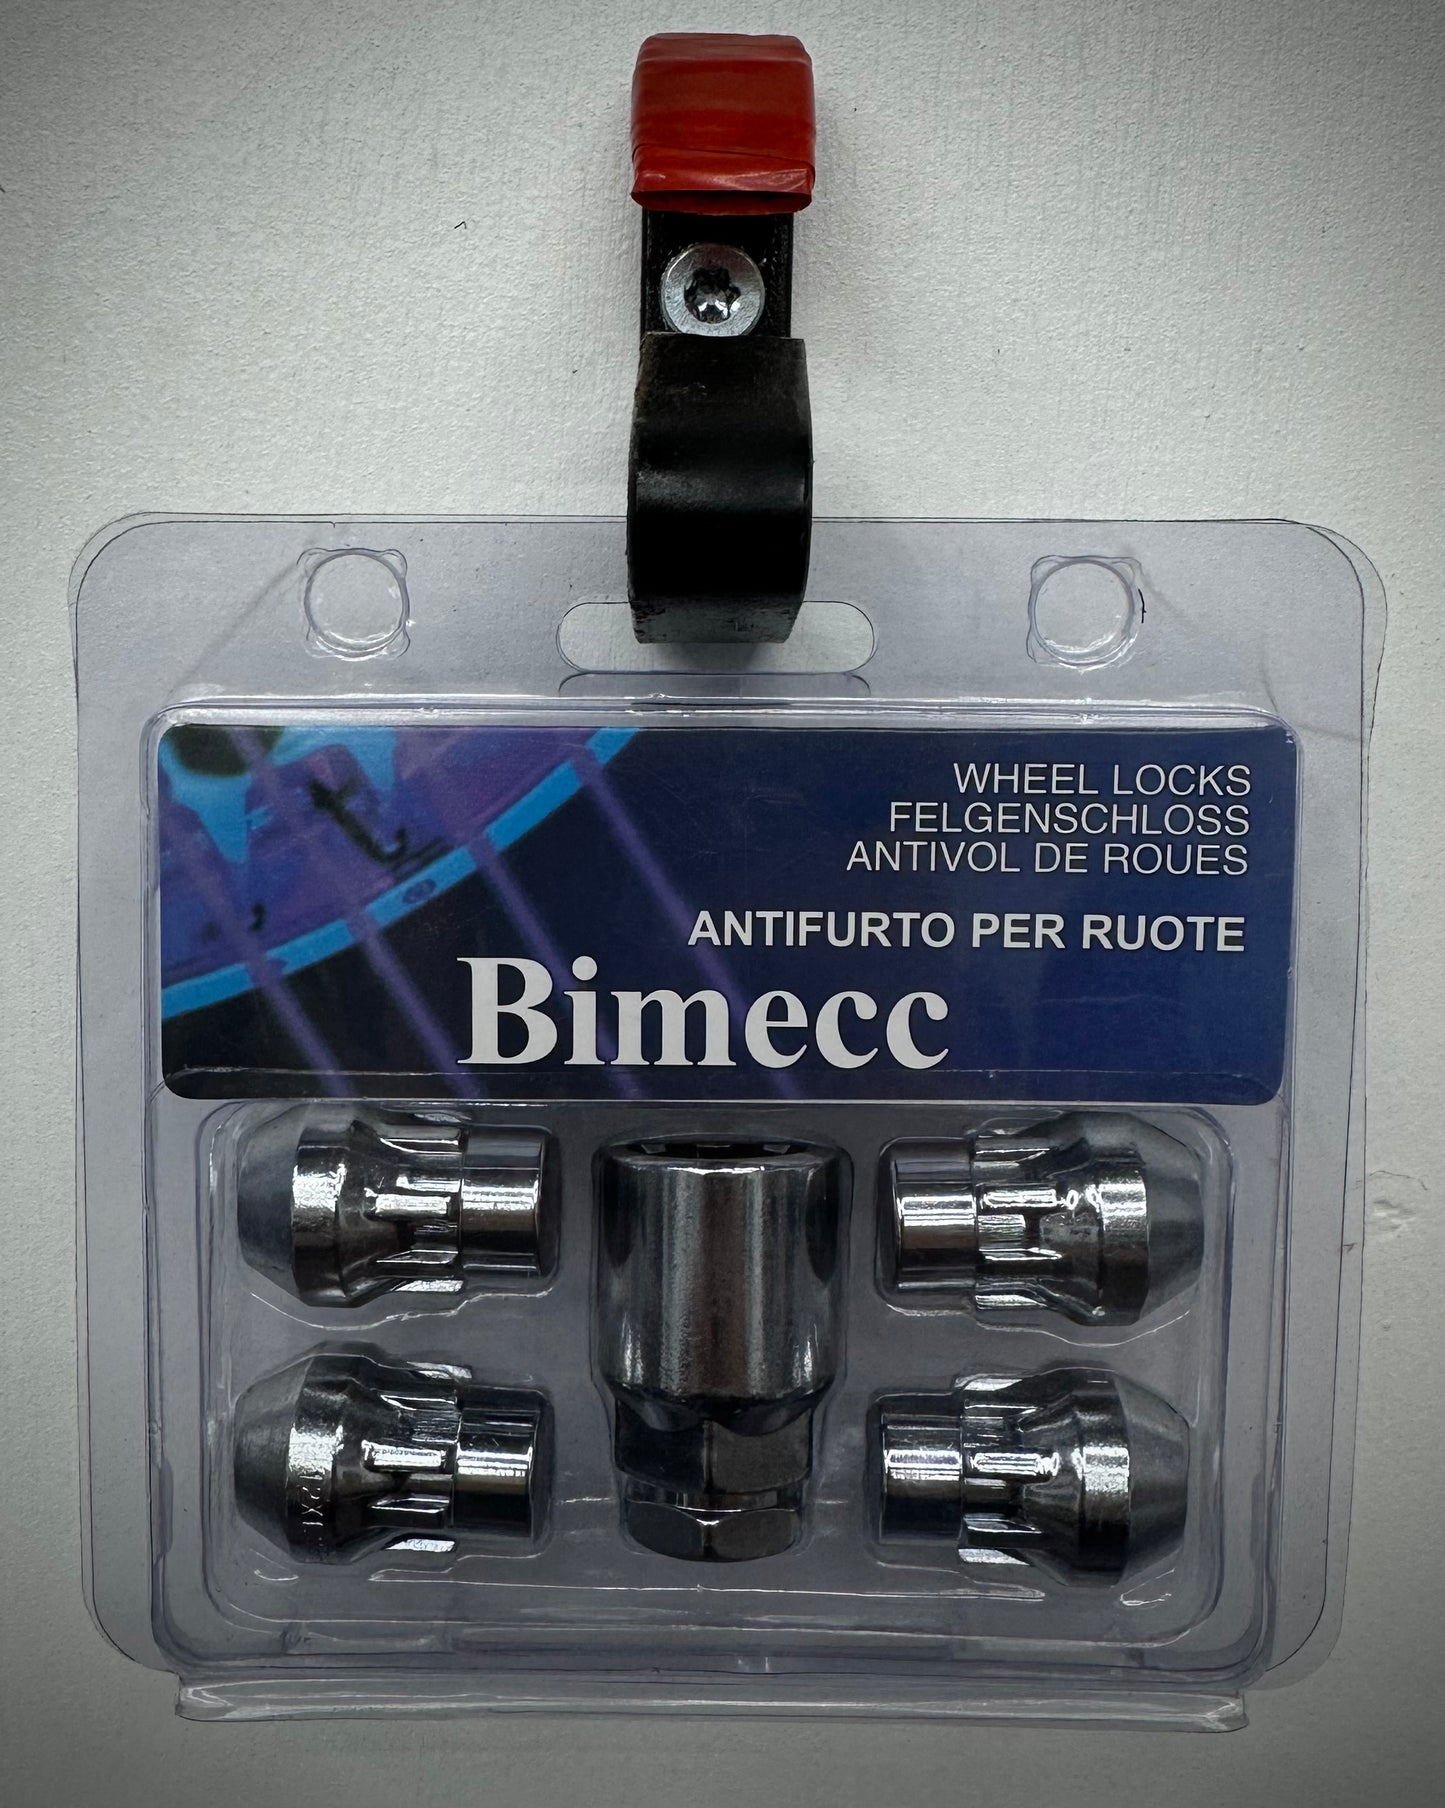 WHEEL LOCKS
FELGENSCHLOSS
ANTIVOL DE ROUES
ANTIFURTO PER RUOTE
Bimecc